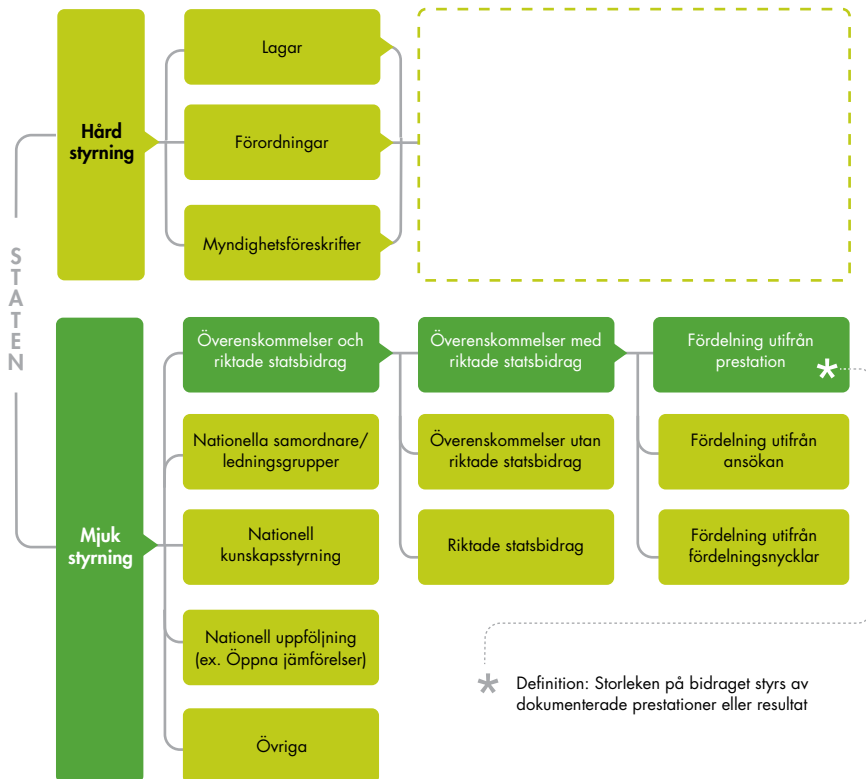 STATEN
Hård
styrning
Lagar
Förordningar
Myndighetsföreskrifter
Mjuk
styrning
Överenskommelser och
riktade statsbidrag
Nationella samordnare/
ledningsgrupper
Nationell
kunskapsstyrning
Nationell uppföljning
(ex. Öppna jämförelser)
Övriga
Överenskommelser med
riktade statsbidrag
Överenskommelser utan
riktade statsbidrag
Riktade statsbidrag
Fördelning utifrån
prestation
*
Fördelning utifrån
ansökan
Fördelning utifrån
fördelningsnycklar
* Definition: Storleken på bidraget styrs av
dokumenterade prestationer eller resultat